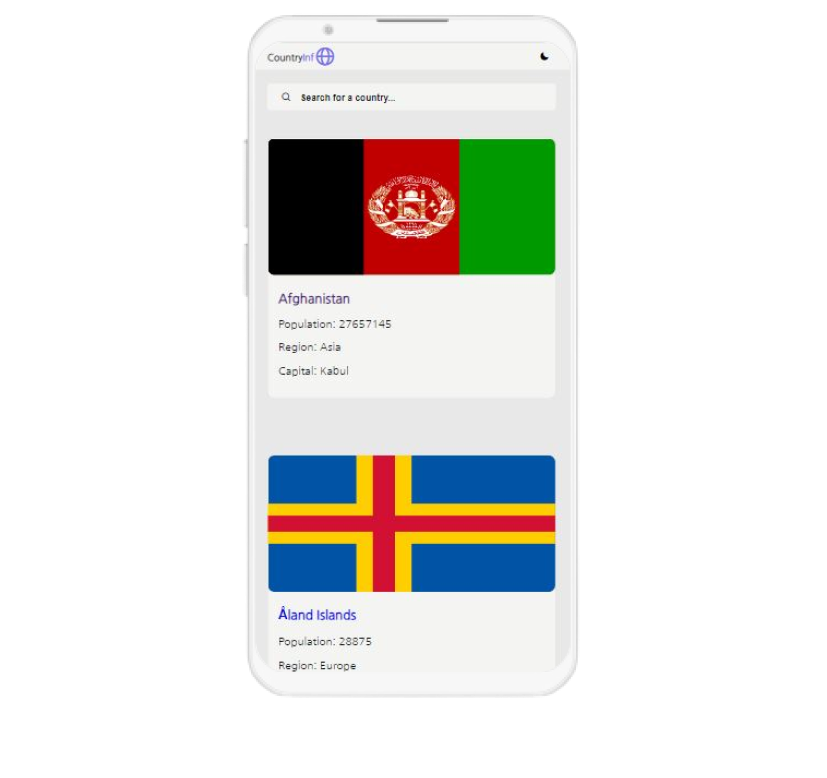 CountryInf
Search for a country...
Afghanistan
Population: 27657145
Region: Asia
Capital: Kabul
Åland Islands
Population: 28875
Region: Europe